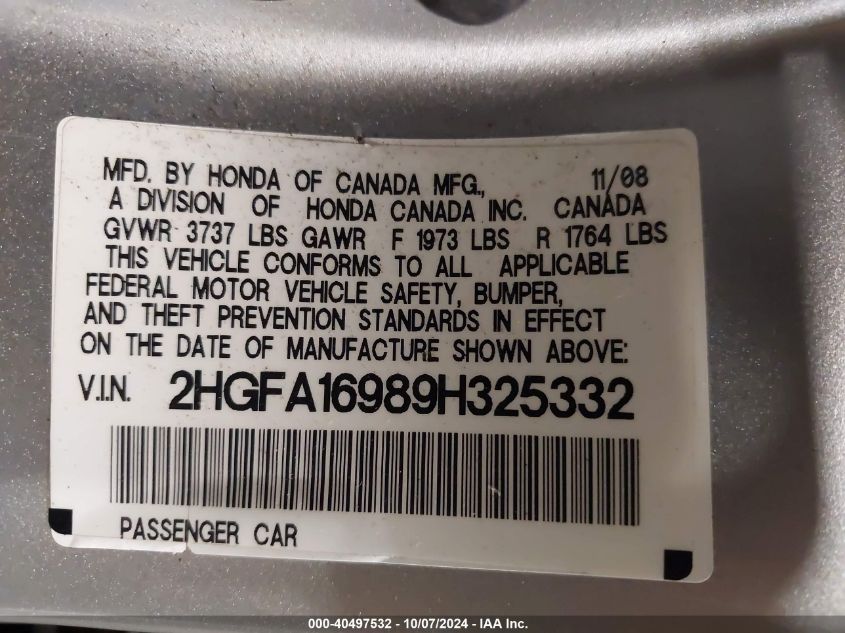 MFD. BY HONDA OF CANADA MFG., 11/08
A DIVISION OF HONDA CANADA INC. CANADA
GVWR 3737 LBS GAWR F 1973 LBS R 1764 LBS
THIS VEHICLE CONFORMS TO ALL APPLICABLE
FEDERAL MOTOR VEHICLE SAFETY, BUMPER,
AND THEFT PREVENTION STANDARDS IN EFFECT
ON THE DATE OF MANUFACTURE SHOWN ABOVE:
V.I.N. 2HGFA16989H325332
PASSENGER CAR
000-40497532 - 10/07/2024 - IAA Inc.